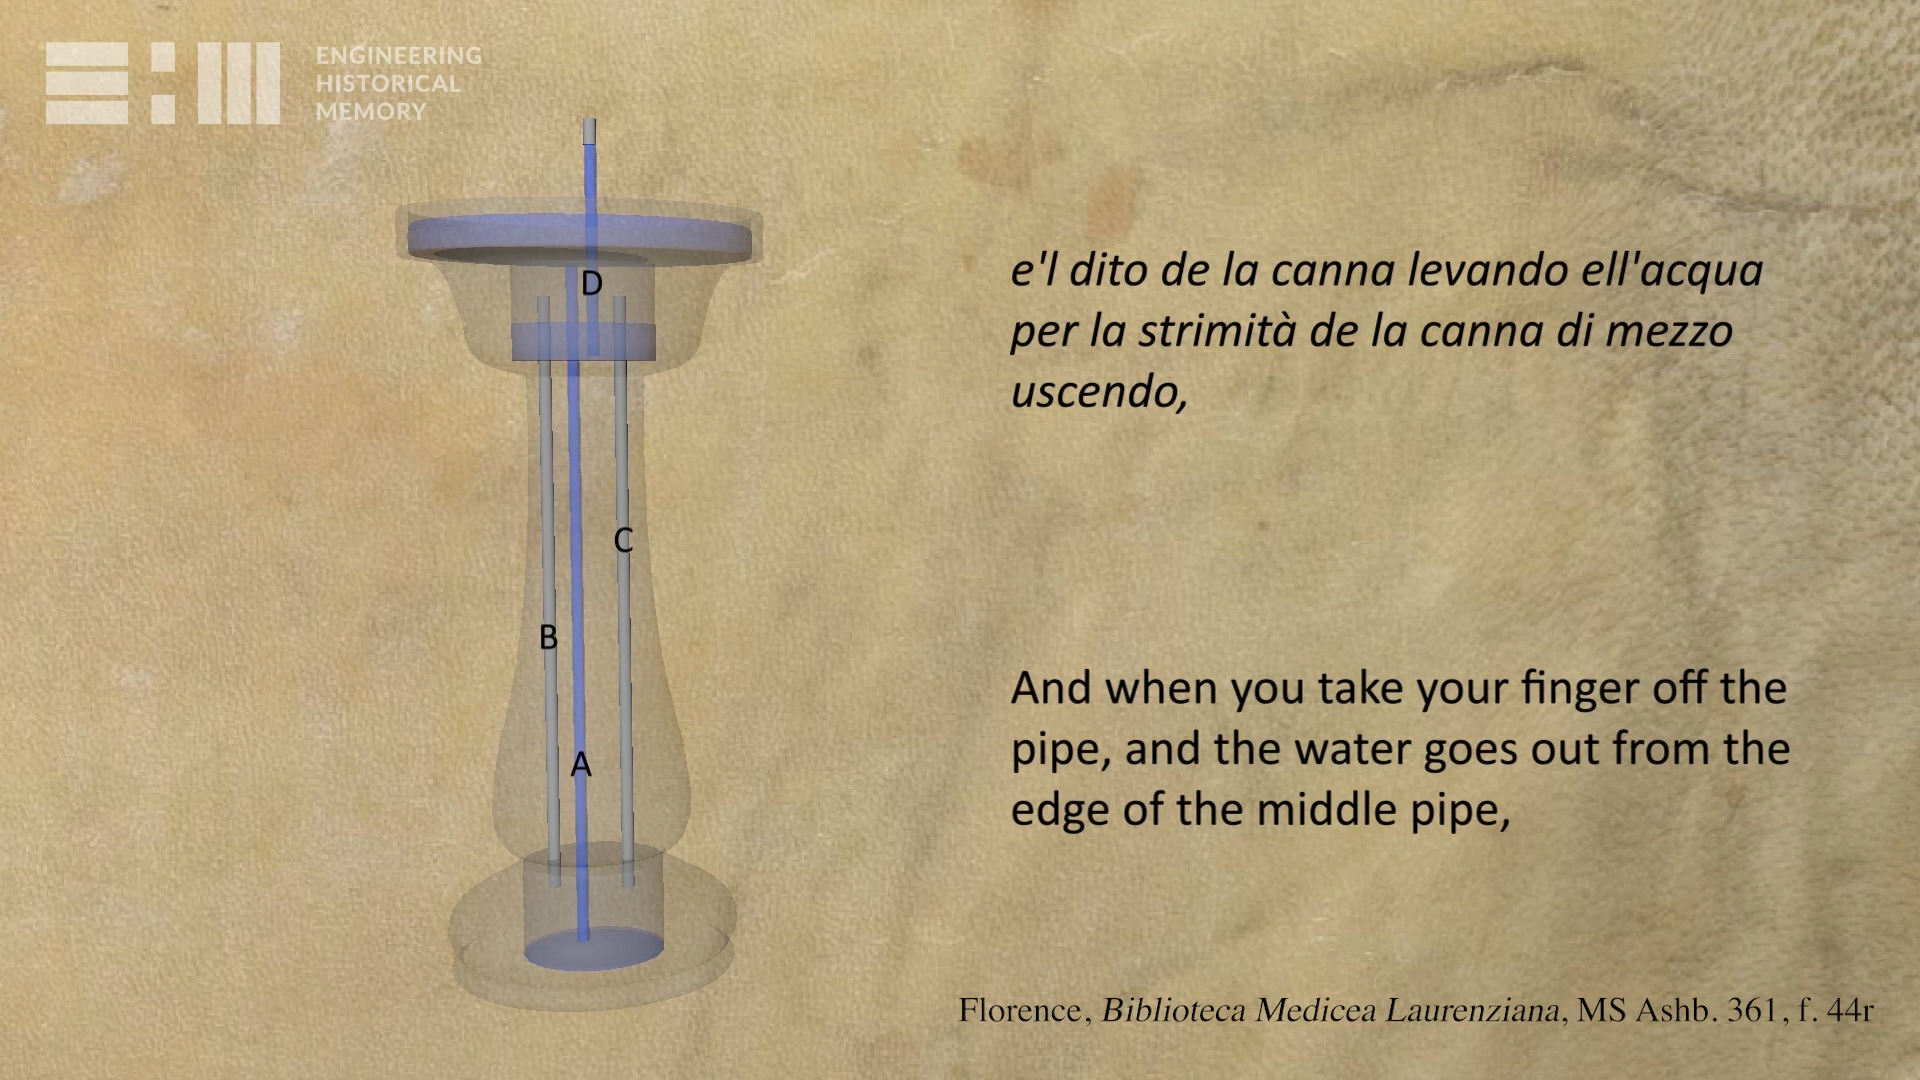 ENGINEERING
HISTORICAL
MEMORY
D
C
B
A
e'l dito de la canna levando ell'acqua
per la strimità de la canna di mezzo
uscendo,
And when you take your finger off the
pipe, and the water goes out from the
edge of the middle pipe,
Florence, Biblioteca Medicea Laurenziana, MS Ashb. 361, f. 44r